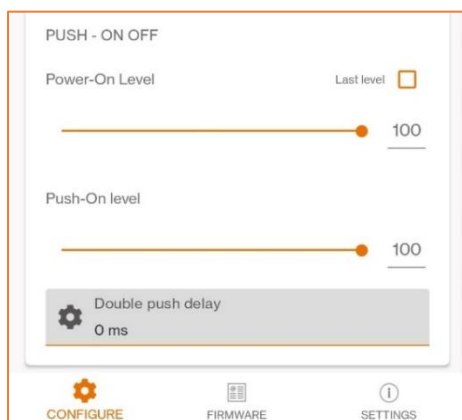 PUSH - ON OFF
Power-On Level
Last level
100
Push-On level
100
Double push delay
0 ms
CONFIGURE
FIRMWARE
SETTINGS